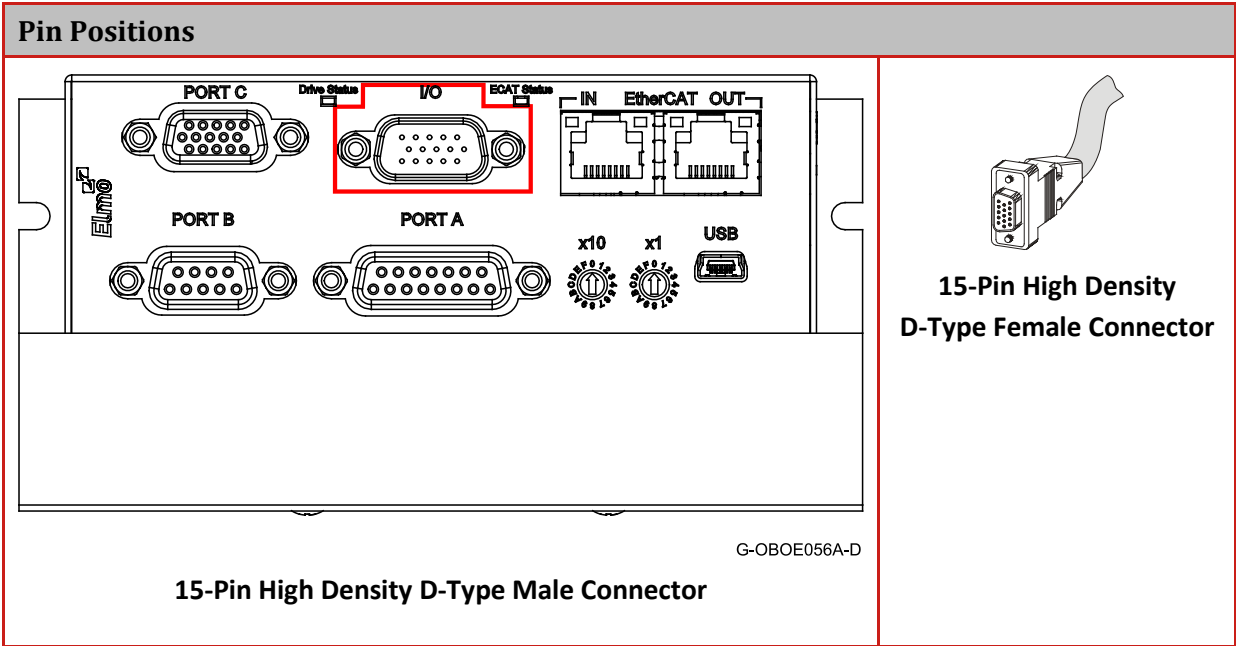 Pin Positions
PORT C
Drive Status
I/O
ECAT Status
IN EtherCAT OUT
Elmo
PORT B
PORT A
x10
x1
USB
G-OBOE056A-D
15-Pin High Density D-Type Male Connector
15-Pin High Density
D-Type Female Connector